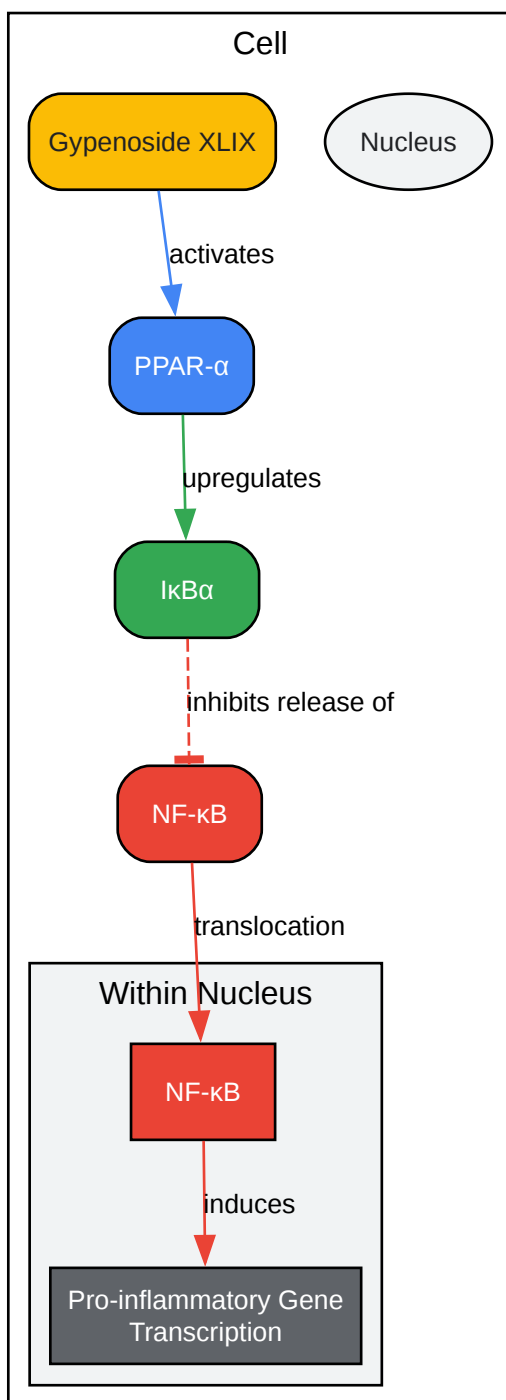 Cell
Gypenoside XLIX
Nucleus
activates
PPAR-α
upregulates
IκBα
inhibits release of
NF-κB
translocation
Within Nucleus
NF-κB
induces
Pro-inflammatory Gene
Transcription